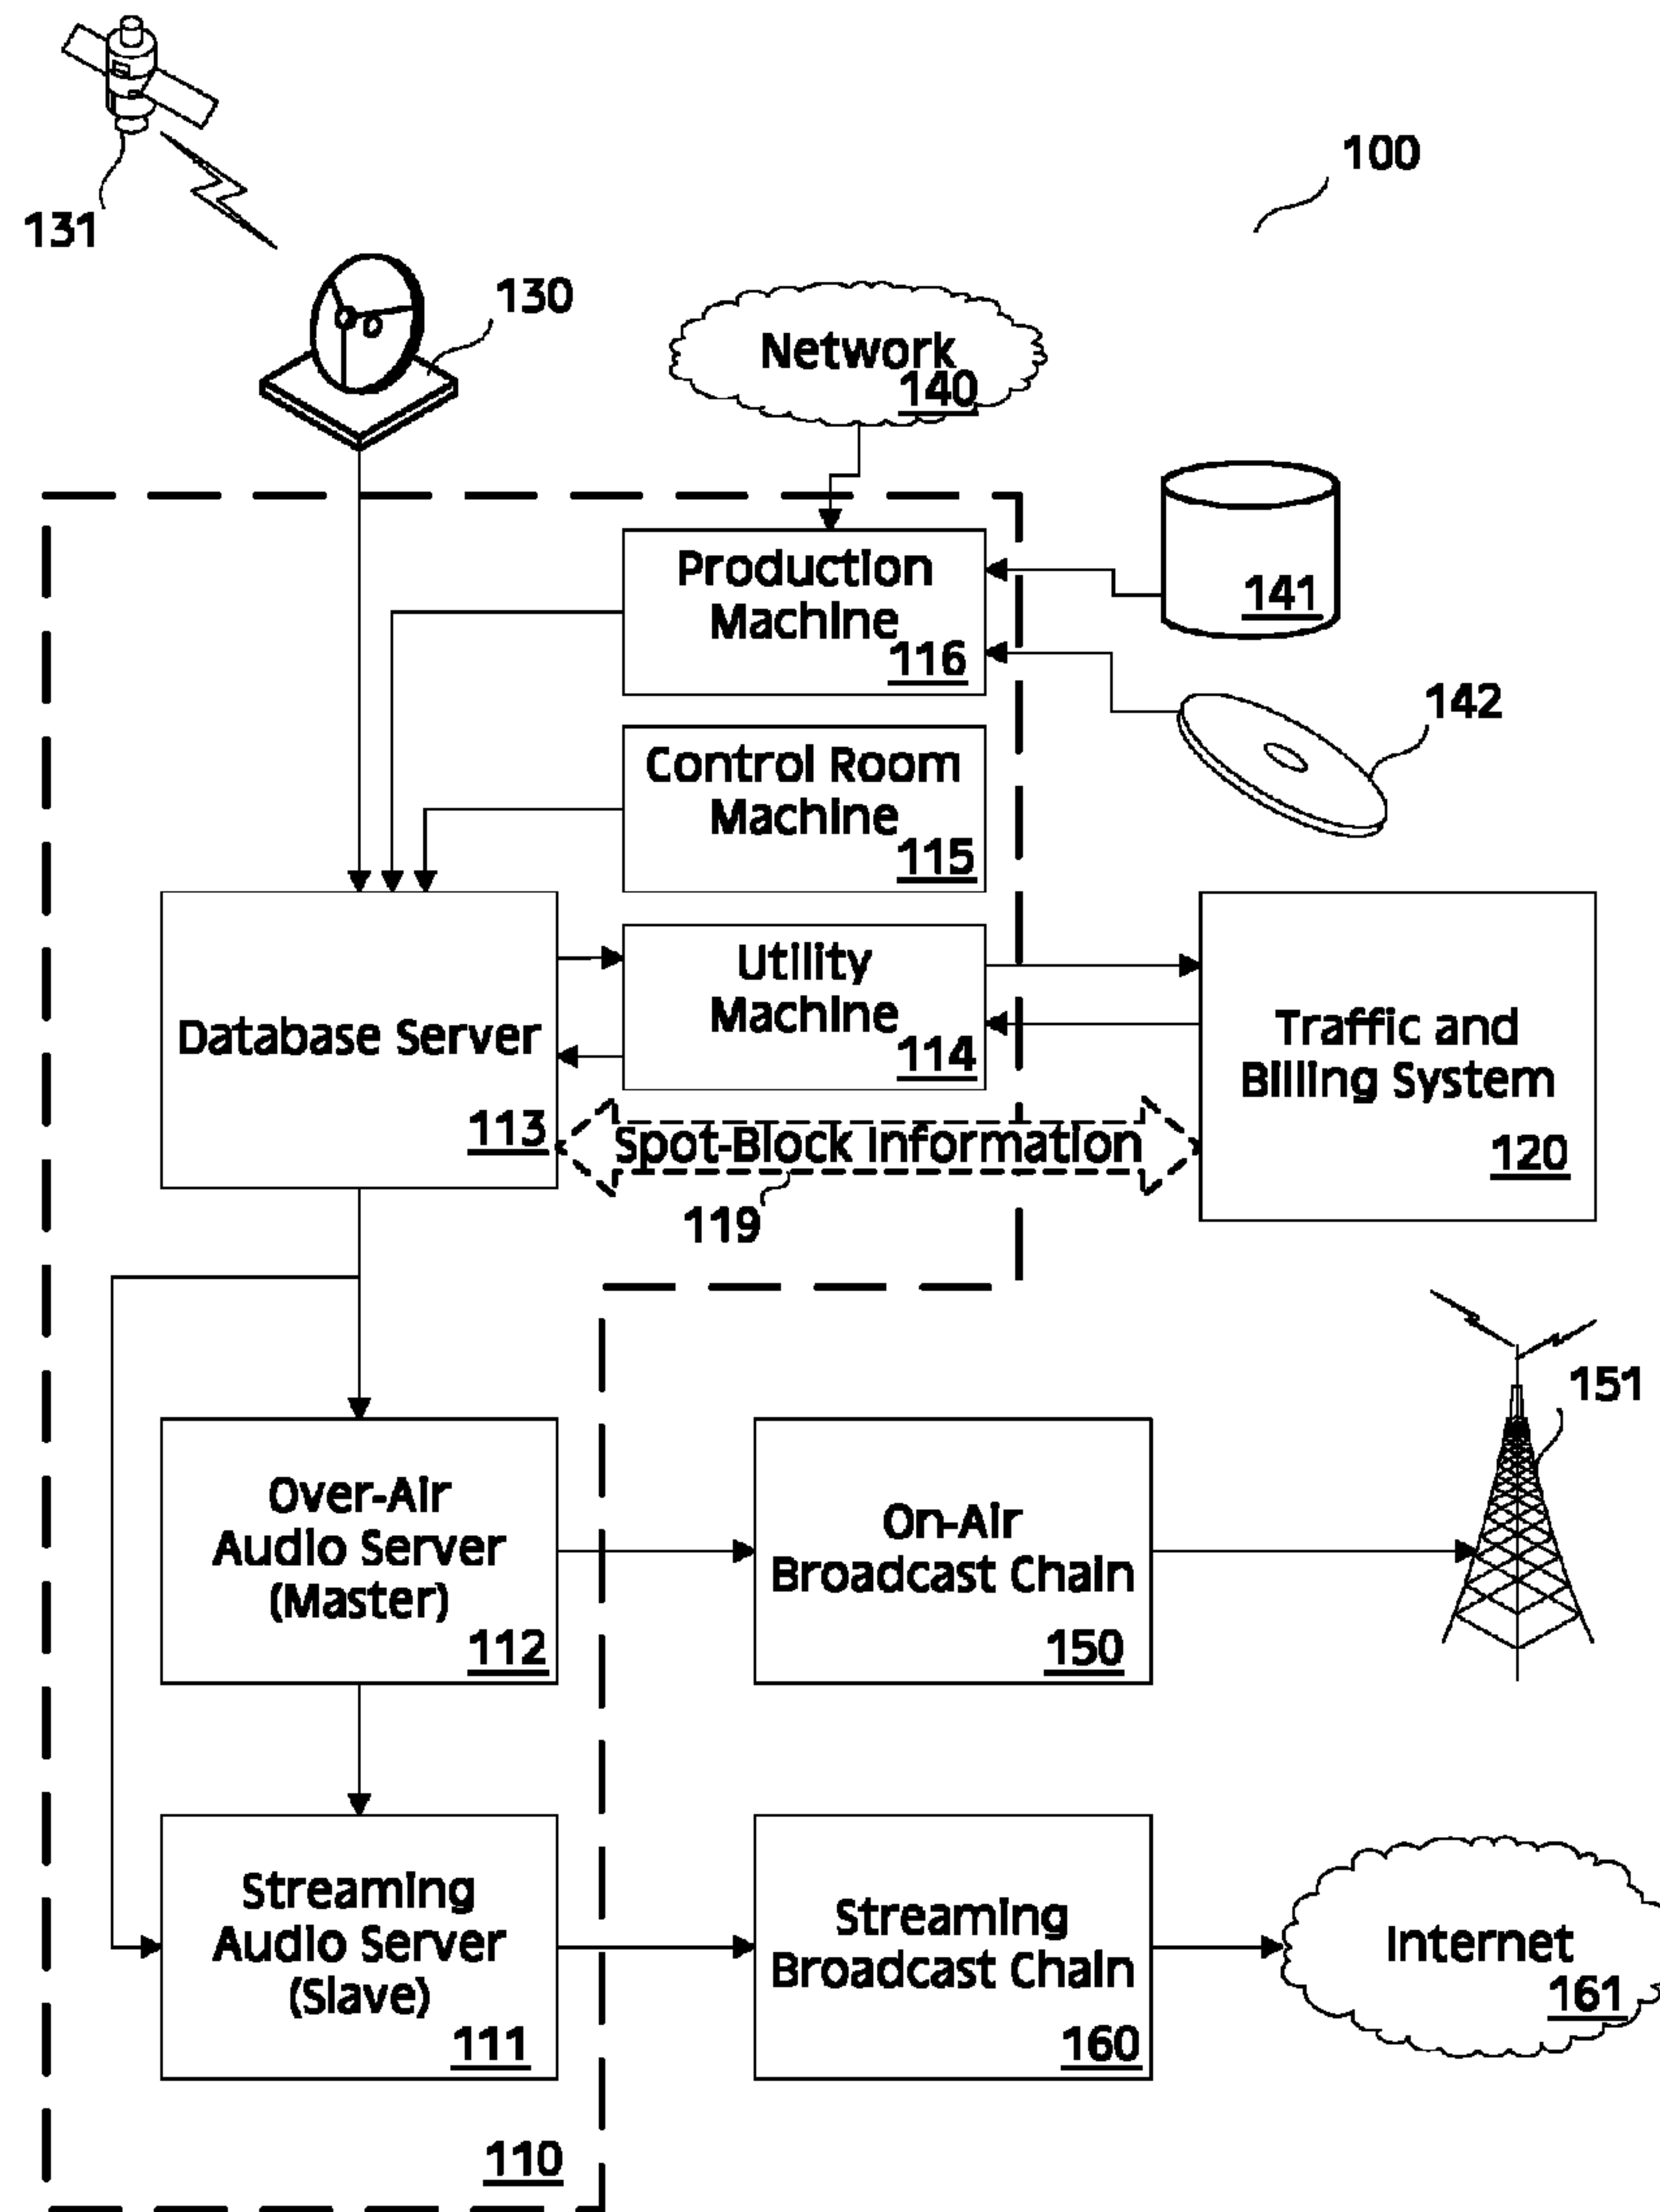 100
131
130
Network
140
Production
Machine
116
141
142
Control Room
Machine
115
Database Server
113
Utility
Machine
114
Traffic and
Billing System
120
Spot-Block Information
119
151
Over-Air
Audio Server
(Master)
112
On-Air
Broadcast Chain
150
Streaming
Audio Server
(Slave)
111
Streaming
Broadcast Chain
160
Internet
161
110